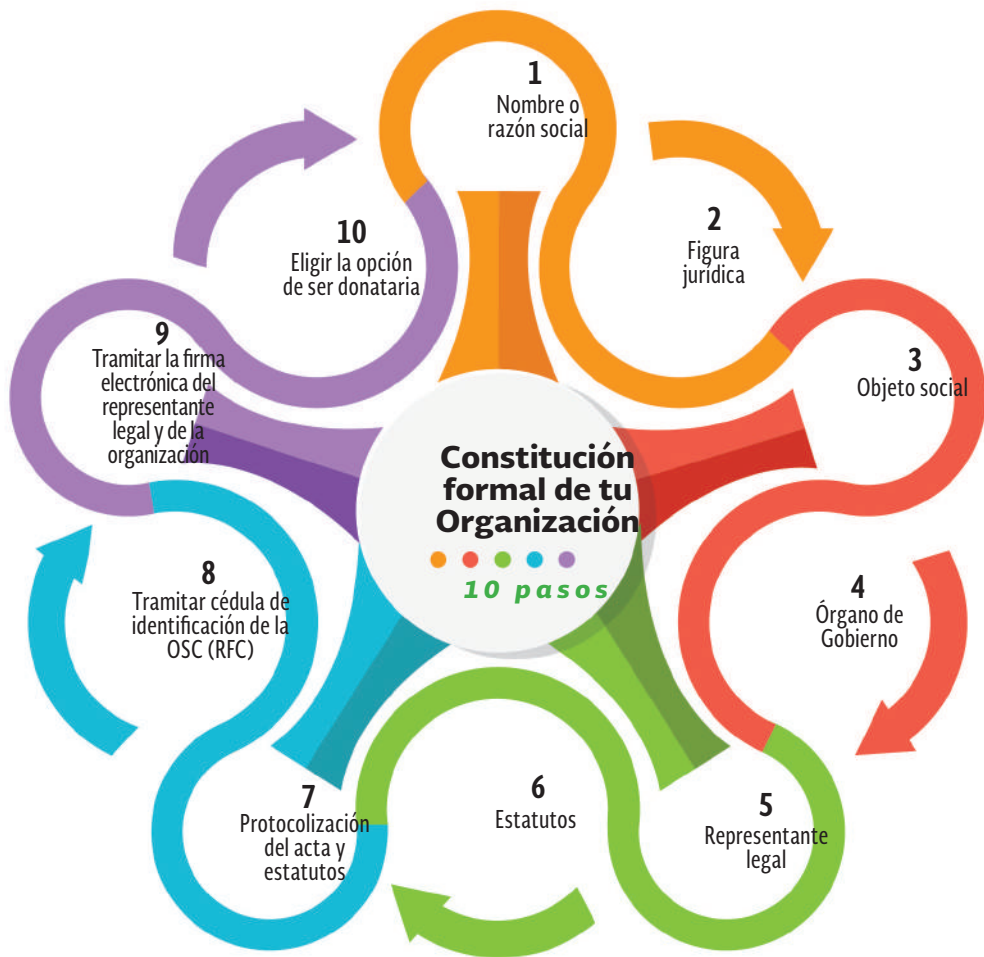 Constitución
formal de tu
Organización
10 pasos
1
Nombre o
razón social
2
Figura
jurídica
3
Objeto social
4
Órgano de
Gobierno
5
Representante
legal
6
Estatutos
7
Protocolización
del acta y
estatutos
8
Tramitar cédula de
identificación de la
OSC (RFC)
9
Tramitar la firma
electrónica del
representante
legal y de la
organización
10
Eligir la opción
de ser donataria